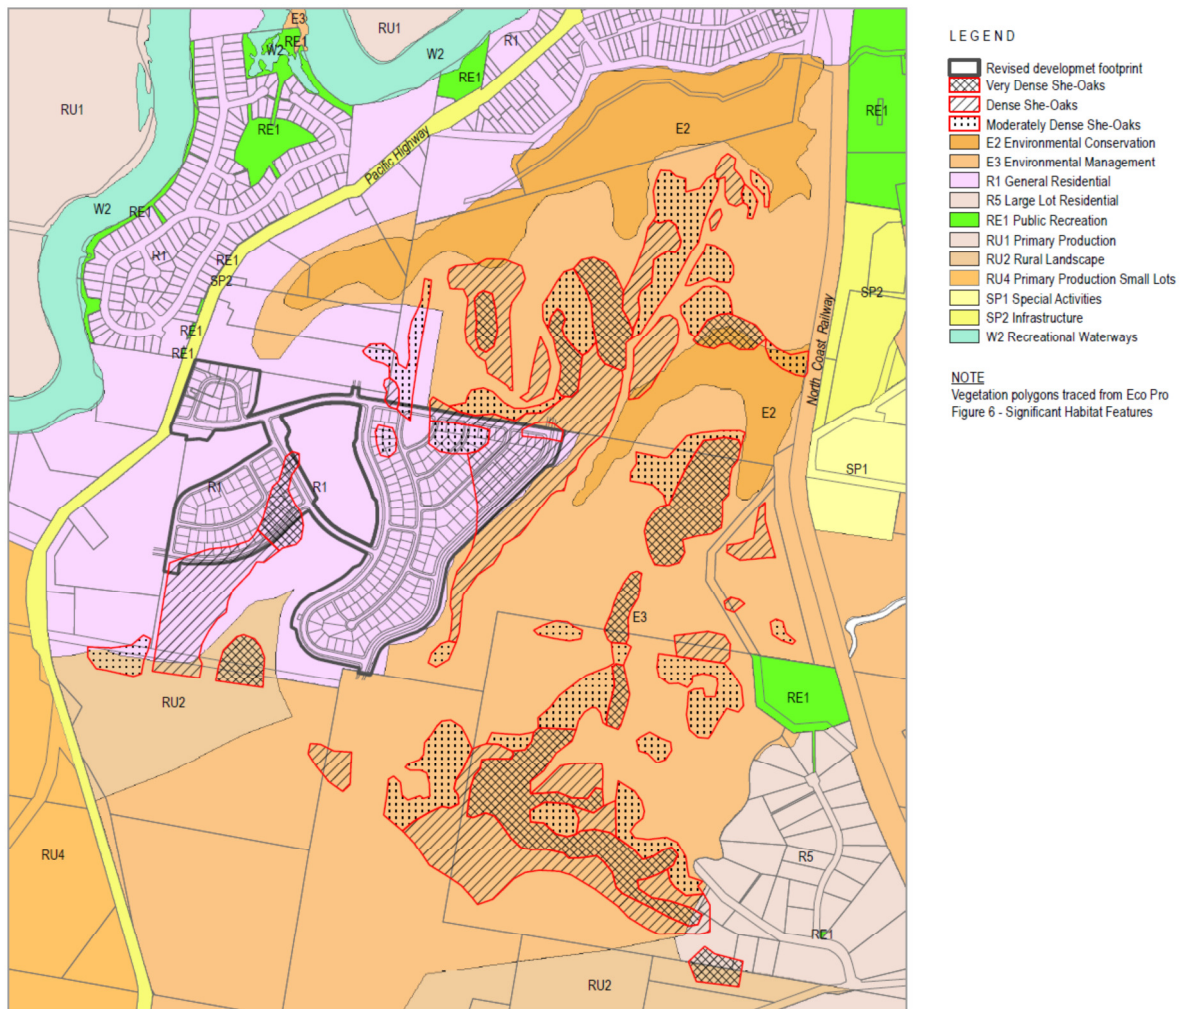 E3
RU1
RE1
W2
R1
W2
RE1
RU1
RE1
RE1
E2
Pacific Highway
W2
RE1
R1
RE1
SP2
SP2
RE1
RE1
North Coast Railway
E2
SP1
R1
R1
E3
RE1
RU2
RU4
R5
RE1
RU2
LEGEND
Revised developmet footprint
Very Dense She-Oaks
Dense She-Oaks
Moderately Dense She-Oaks
E2 Environmental Conservation
E3 Environmental Management
R1 General Residential
R5 Large Lot Residential
RE1 Public Recreation
RU1 Primary Production
RU2 Rural Landscape
RU4 Primary Production Small Lots
SP1 Special Activities
SP2 Infrastructure
W2 Recreational Waterways
NOTE
Vegetation polygons traced from Eco Pro
Figure 6 - Significant Habitat Features